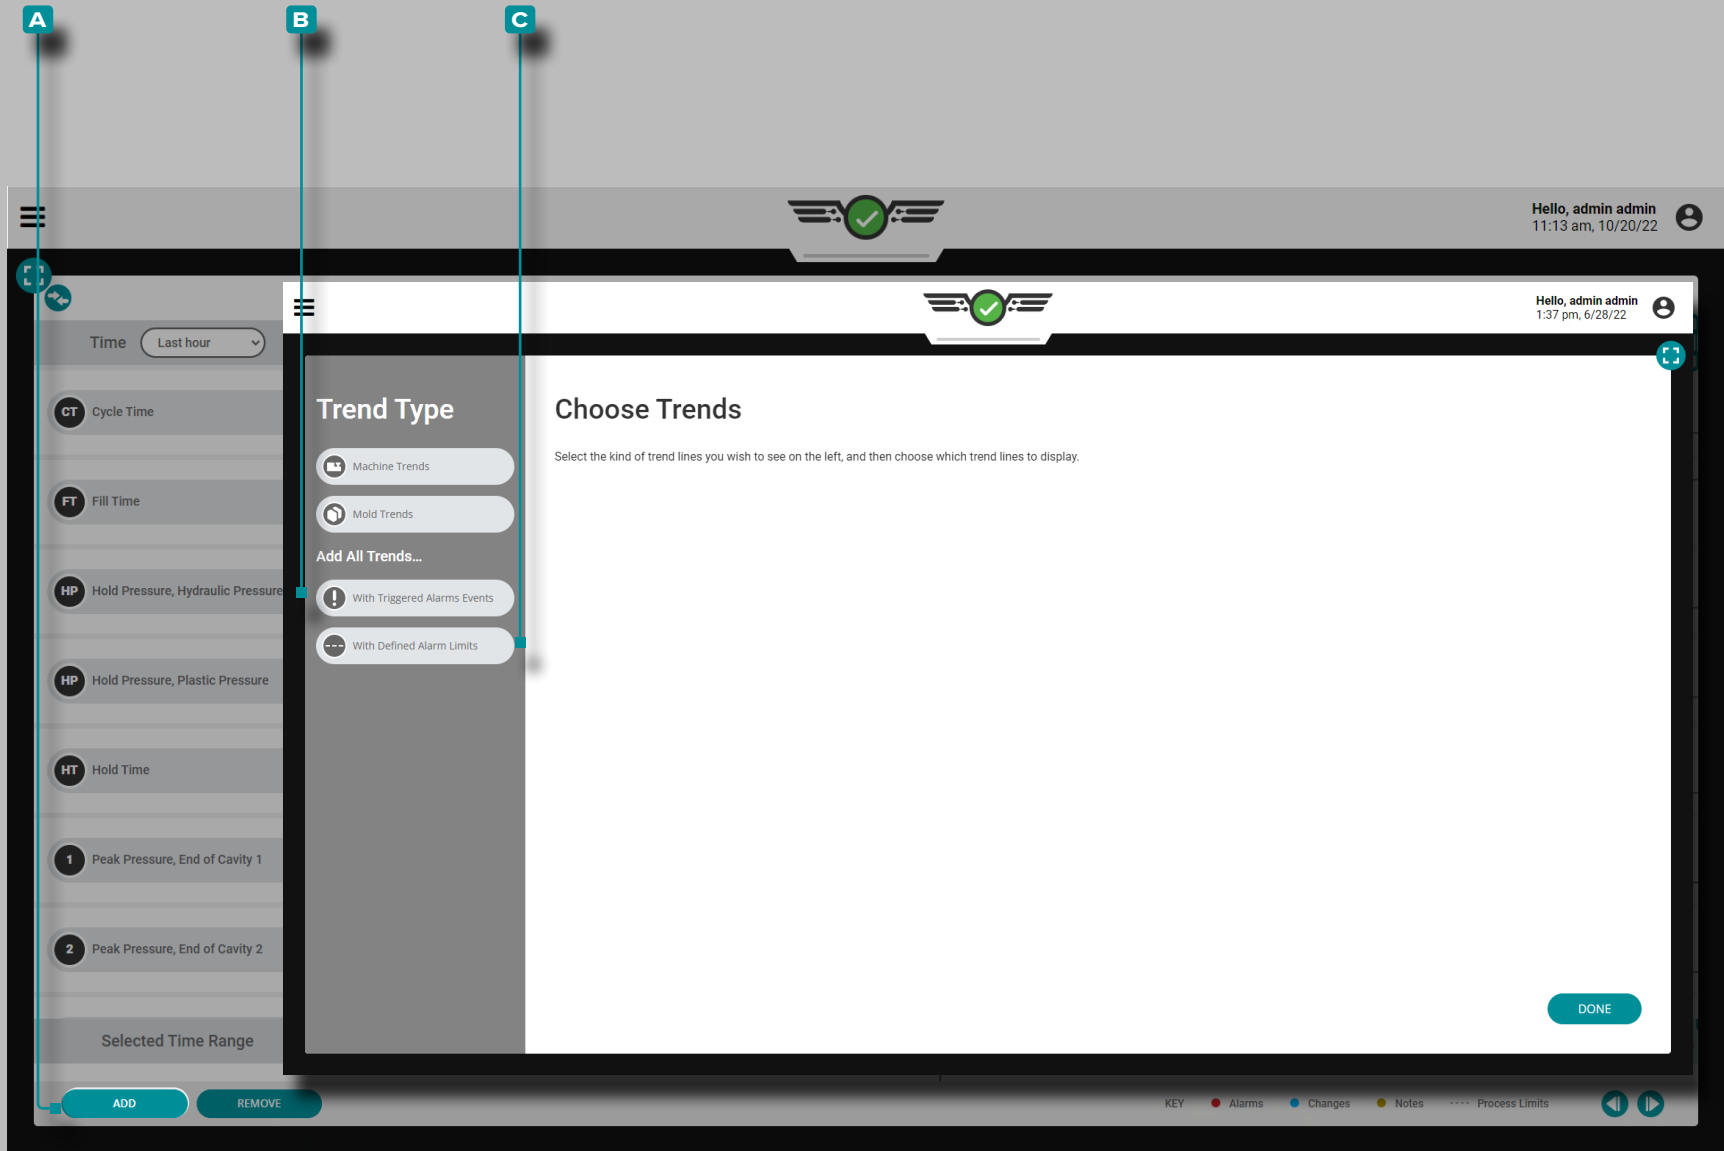 A
B
C
Hello, admin admin
11:13 am, 10/20/22
Time
Last hour
CT Cycle Time
FT Fill Time
HP Hold Pressure, Hydraulic Pressure
HP Hold Pressure, Plastic Pressure
HT Hold Time
1 Peak Pressure, End of Cavity 1
2 Peak Pressure, End of Cavity 2
Selected Time Range
ADD
REMOVE
Hello, admin admin
1:37 pm, 6/28/22
Trend Type
Machine Trends
Mold Trends
Add All Trends...
With Triggered Alarms Events
With Defined Alarm Limits
Choose Trends
Select the kind of trend lines you wish to see on the left, and then choose which trend lines to display.
DONE
KEY
Alarms
Changes
Notes
Process Limits